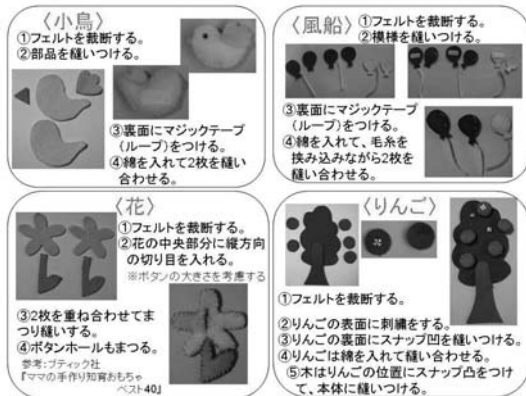 〈小鳥〉
①フェルトを裁断する。
②部品を縫いつける。
③裏面にマジックテープ
(ループ)をつける。
④綿を入れて2枚を縫い
合わせる。
〈風船〉
①フェルトを裁断する。
②模様を縫いつける。
③裏面にマジックテープ
(ループ)をつける。
④綿を入れて、毛糸を
挟み込みながら2枚を
縫い合わせる。
〈花〉
①フェルトを裁断する。
②花の中央部分に縦方向
の切り目を入れる。
※ボタンの大きさを考慮する
③2枚を重ね合わせてま
つり縫いする。
④ボタンホールもまつる。
参考:ブティック社
『ママの手作り知育おもちゃ
ベスト40』
〈りんご〉
①フェルトを裁断する。
②りんごの表面に刺繍をする。
③りんごの裏面にスナップ凹を縫いつける。
④りんごは綿を入れて縫い合わせる。
⑤木はりんごの位置にスナップ凸をつけ
て、本体に縫いつける。